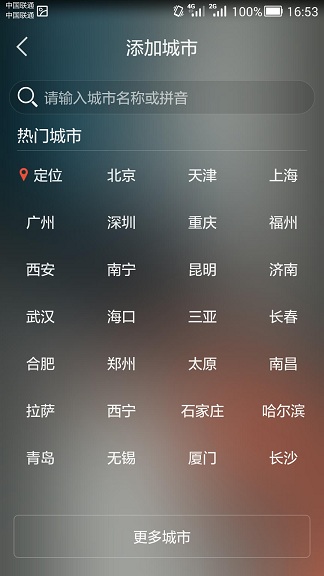 中国联通
中国联通
4G 2G 100% 16:53
添加城市
请输入城市名称或拼音
热门城市
定位 北京 天津 上海
广州 深圳 重庆 福州
西安 南宁 昆明 济南
武汉 海口 三亚 长春
合肥 郑州 太原 南昌
拉萨 西宁 石家庄 哈尔滨
青岛 无锡 厦门 长沙
更多城市